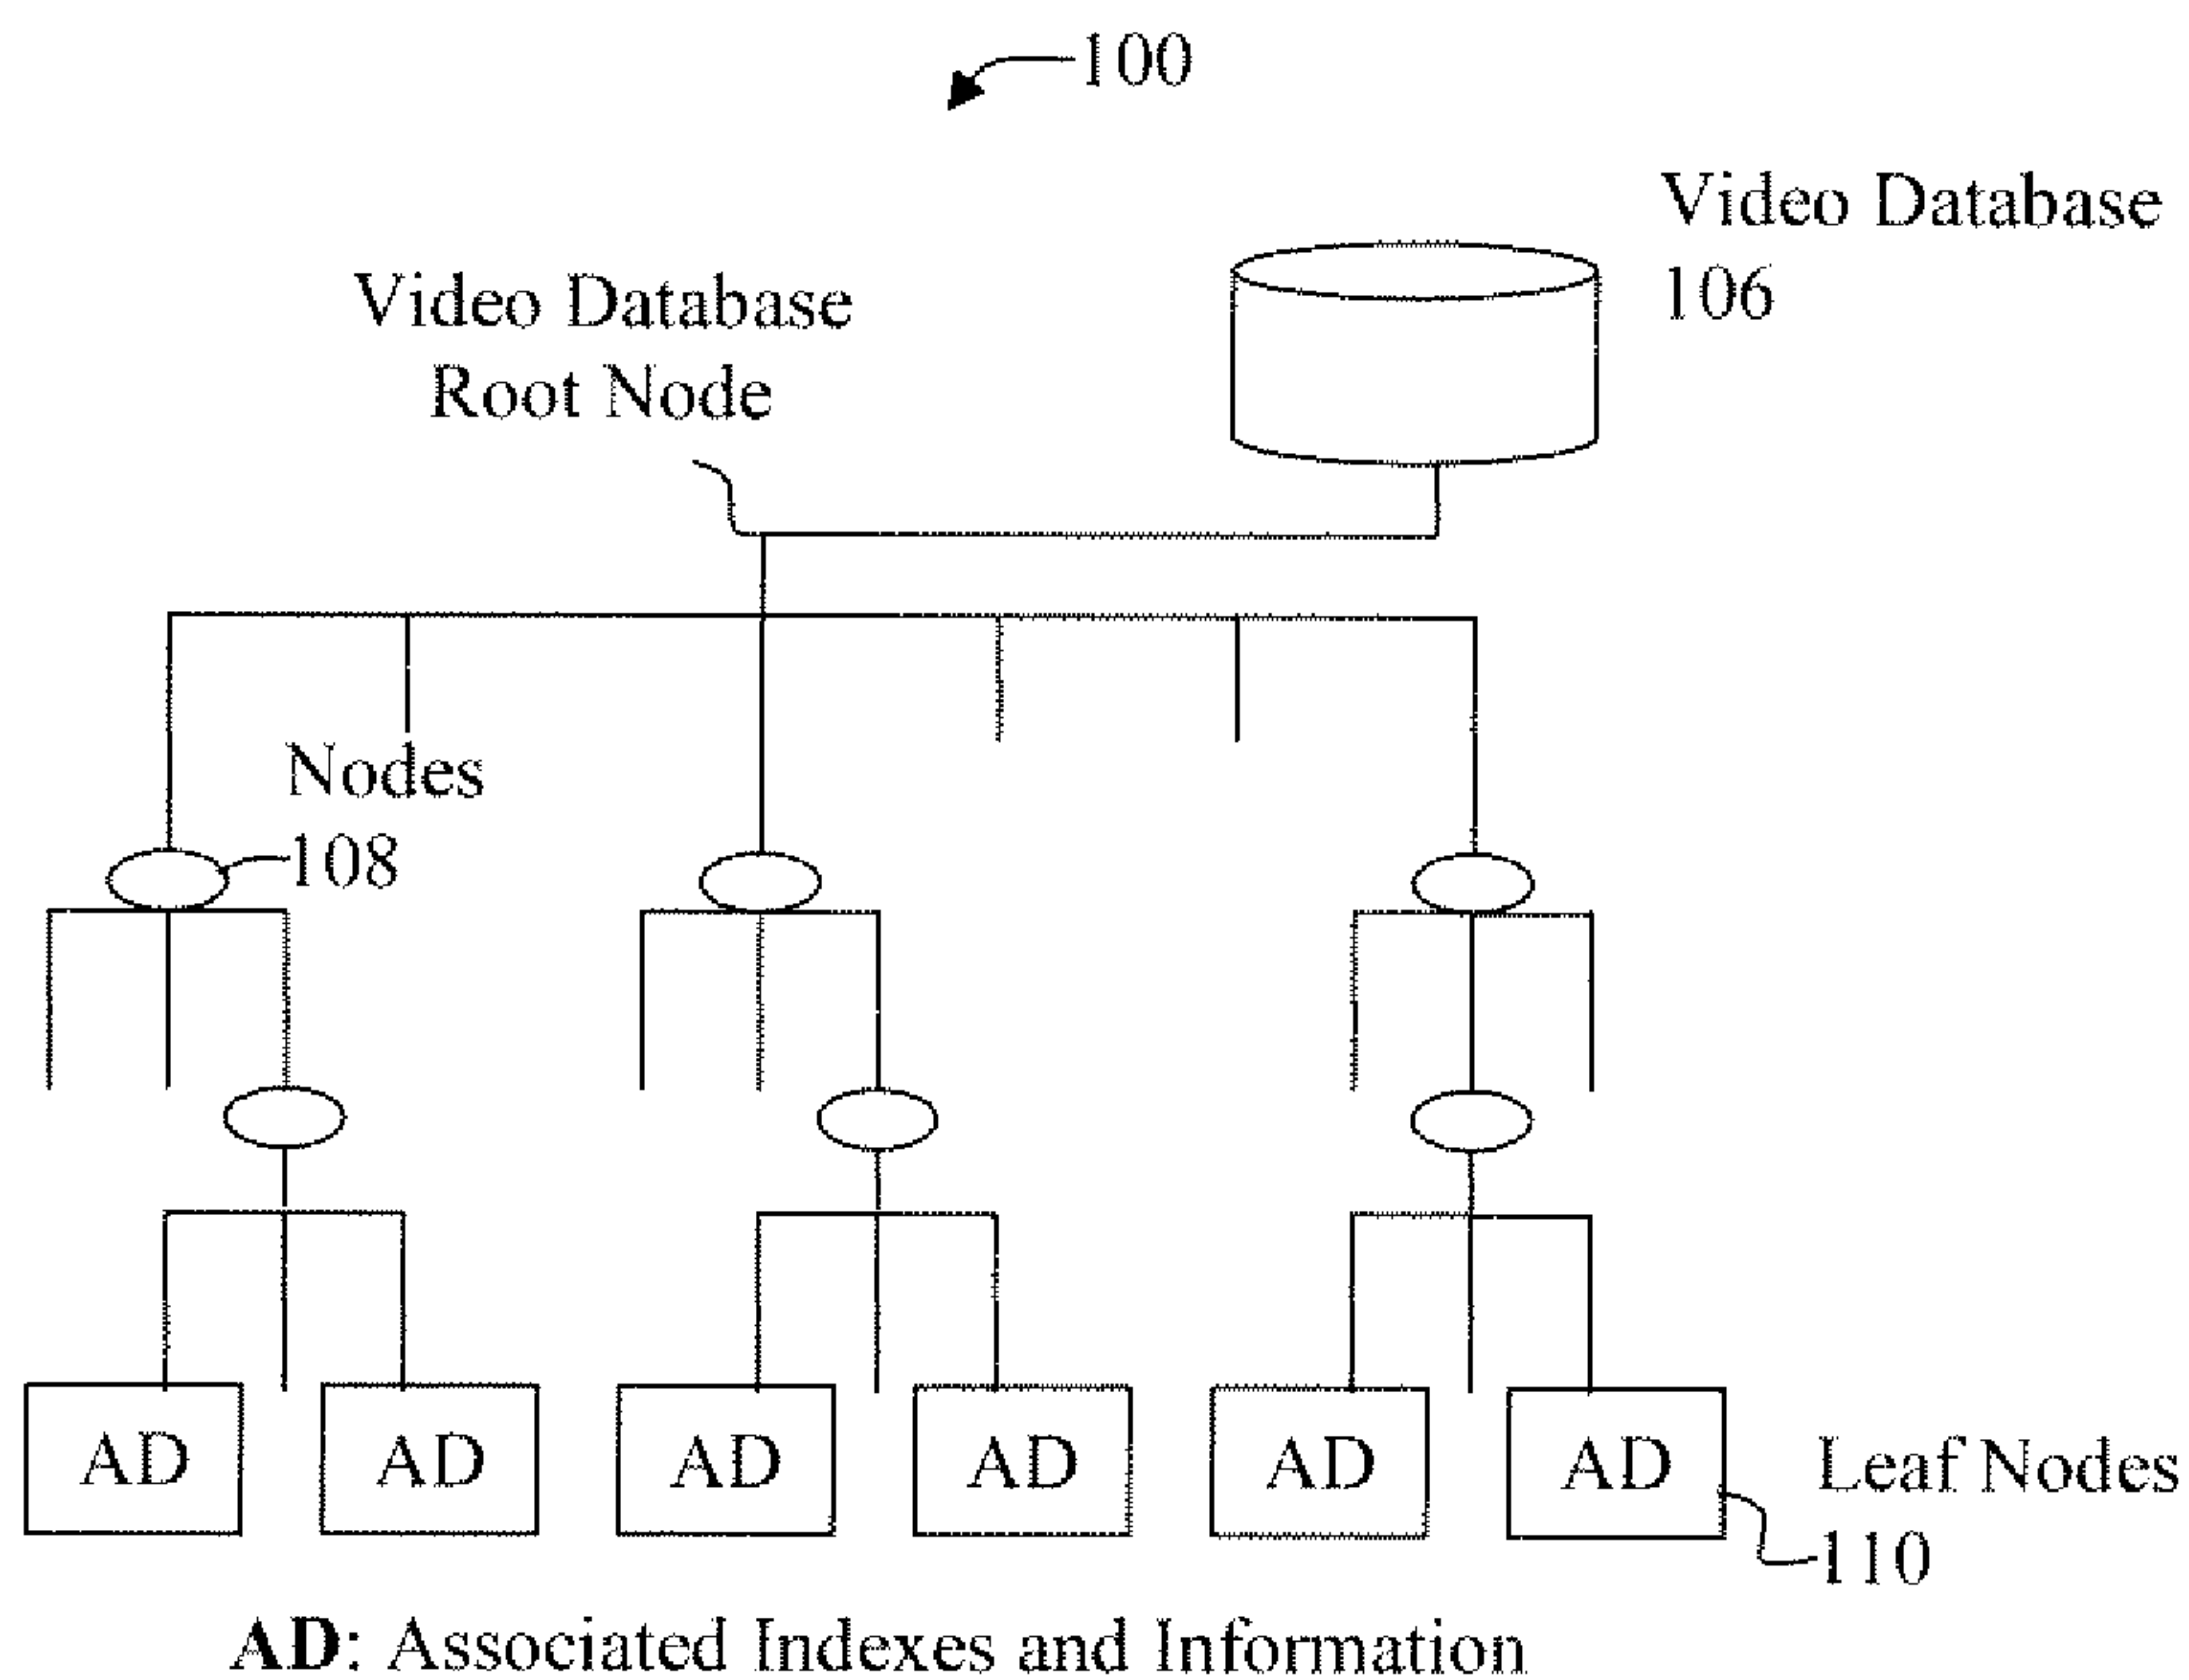 100
Video Database
106
Video Database
Root Node
Nodes
108
AD AD AD AD AD AD
Leaf Nodes
110
AD: Associated Indexes and Information